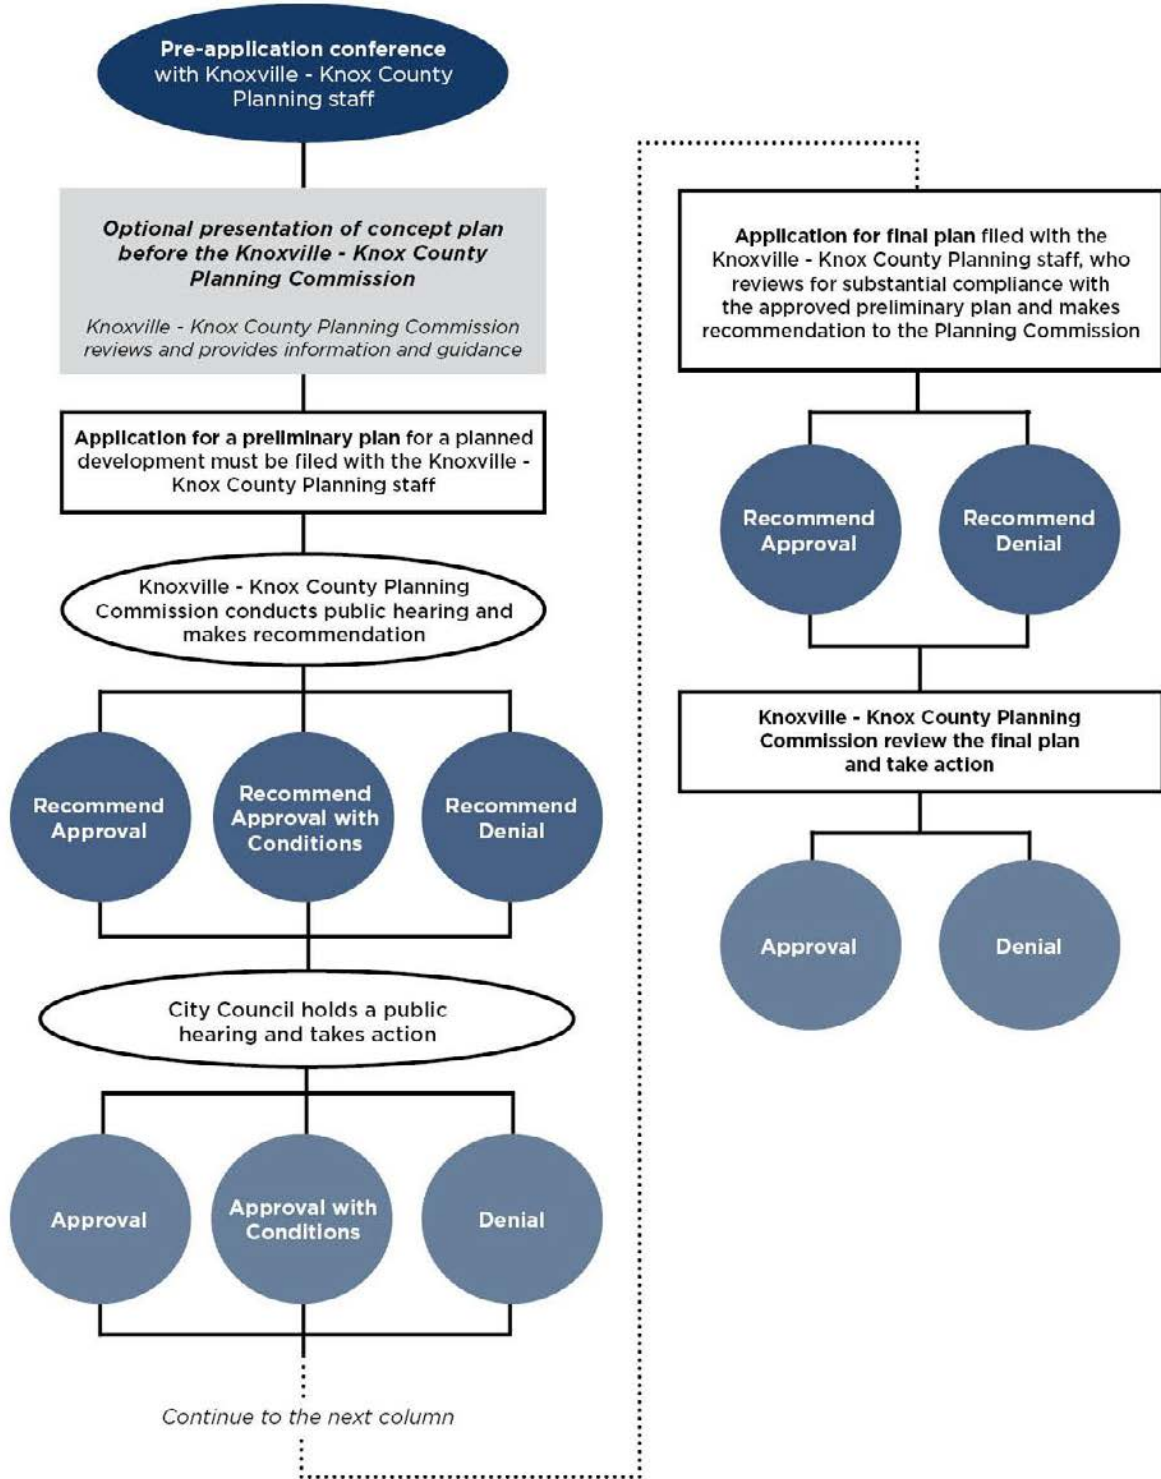 Pre-application conference
with Knoxville - Knox County
Planning staff
Optional presentation of concept plan
before the Knoxville - Knox County
Planning Commission
Knoxville - Knox County Planning Commission
reviews and provides information and guidance
Application for a preliminary plan for a planned
development must be filed with the Knoxville -
Knox County Planning staff
Knoxville - Knox County Planning
Commission conducts public hearing and
makes recommendation
Recommend
Approval
Recommend
Approval with
Conditions
Recommend
Denial
City Council holds a public
hearing and takes action
Approval
Approval with
Conditions
Denial
Continue to the next column
Application for final plan filed with the
Knoxville - Knox County Planning staff, who
reviews for substantial compliance with
the approved preliminary plan and makes
recommendation to the Planning Commission
Recommend
Approval
Recommend
Denial
Knoxville - Knox County Planning
Commission review the final plan
and take action
Approval
Denial